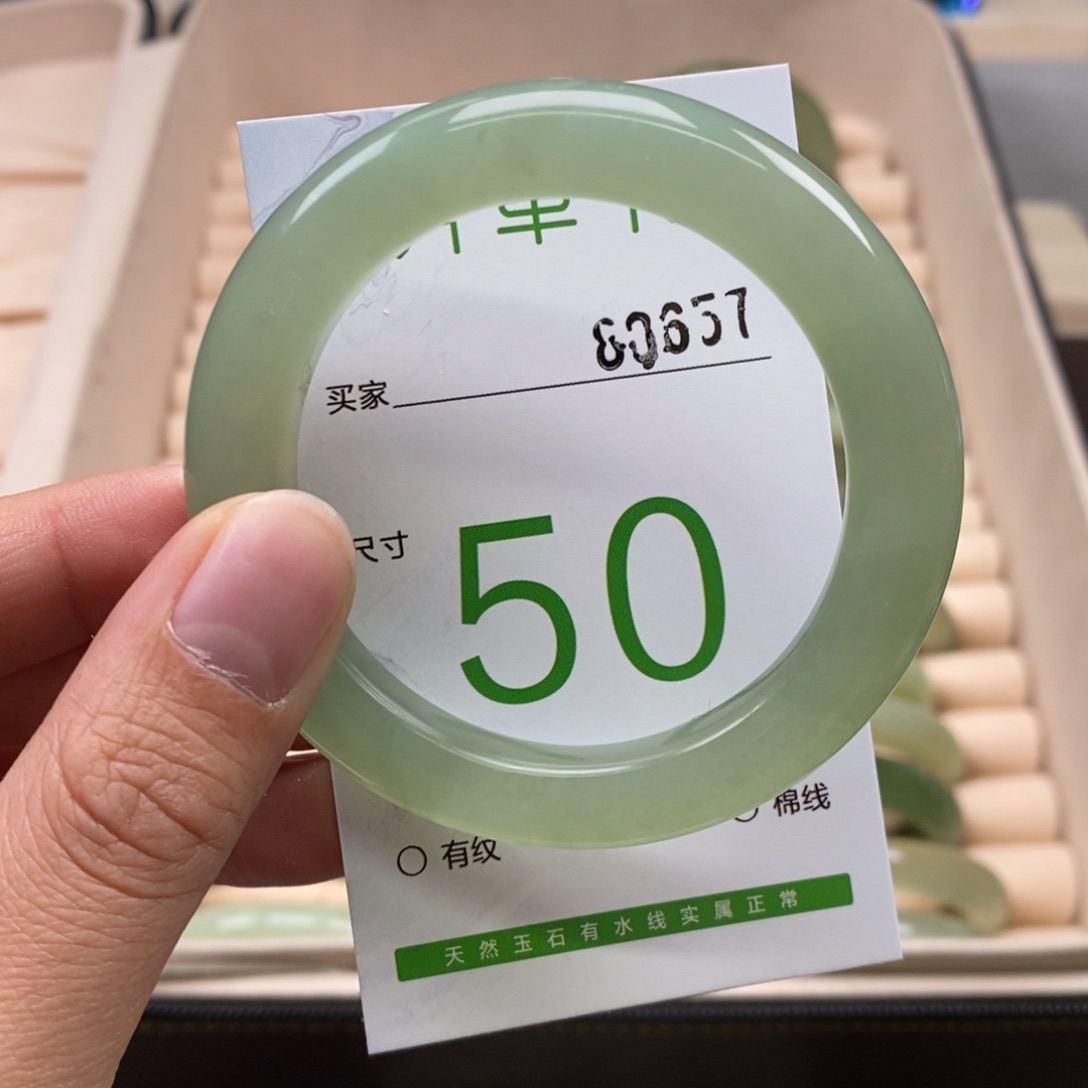 80657
买家
尺寸 50
棉线
有纹
天然玉石有水线实属正常